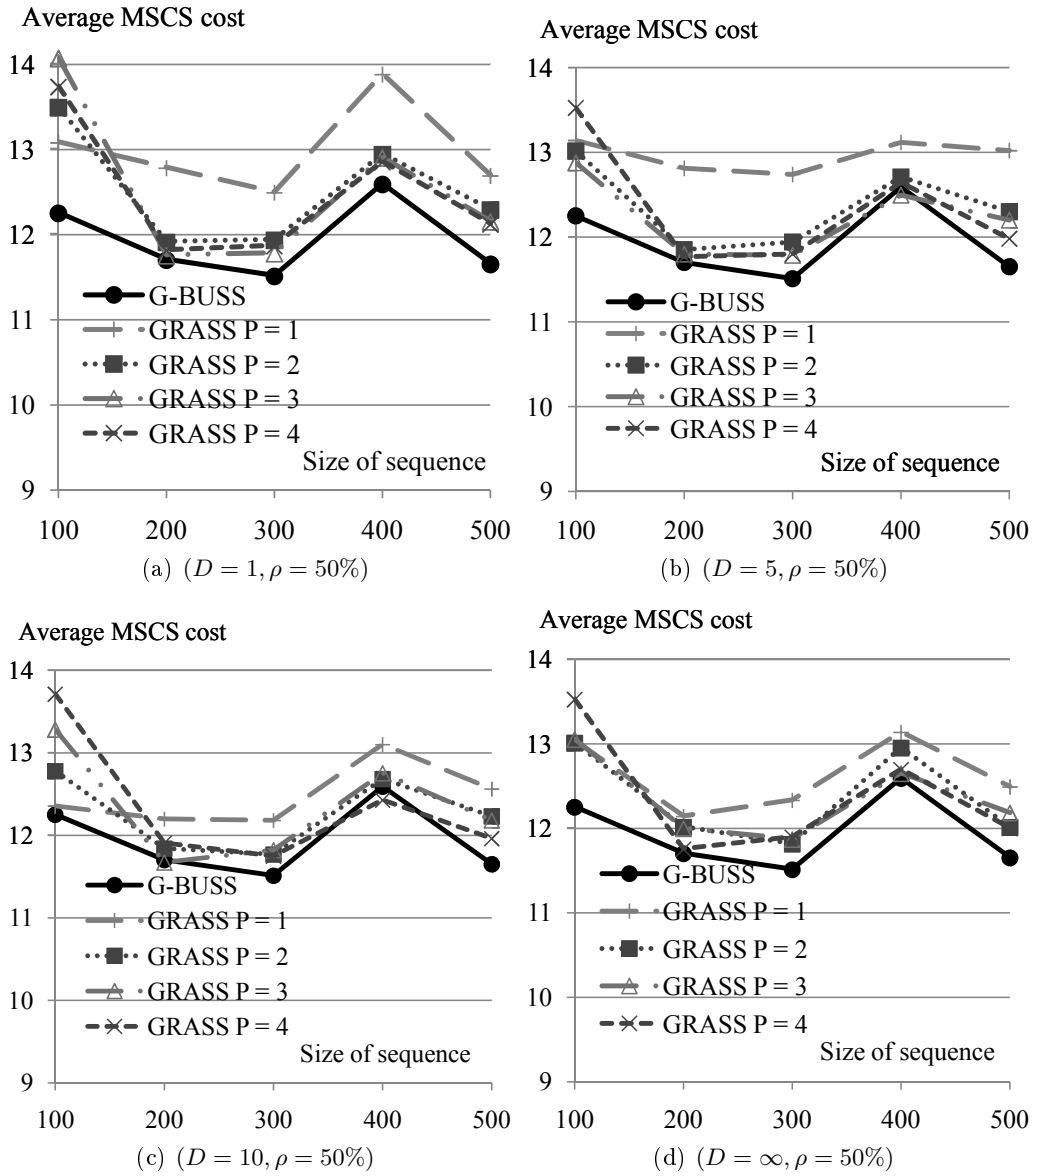 Average MSCS cost
14
13
12
11
10
9
100 200 300 400 500
G-BUSS
GRASS P = 1
GRASS P = 2
GRASS P = 3
GRASS P = 4
Size of sequence
(a) (D = 1, ρ = 50%)
Average MSCS cost
14
13
12
11
10
9
100 200 300 400 500
G-BUSS
GRASS P = 1
GRASS P = 2
GRASS P = 3
GRASS P = 4
Size of sequence
(b) (D = 5, ρ = 50%)
Average MSCS cost
14
13
12
11
10
9
100 200 300 400 500
G-BUSS
GRASS P = 1
GRASS P = 2
GRASS P = 3
GRASS P = 4
Size of sequence
(c) (D = 10, ρ = 50%)
Average MSCS cost
14
13
12
11
10
9
100 200 300 400 500
G-BUSS
GRASS P = 1
GRASS P = 2
GRASS P = 3
GRASS P = 4
Size of sequence
(d) (D = ∞, ρ = 50%)